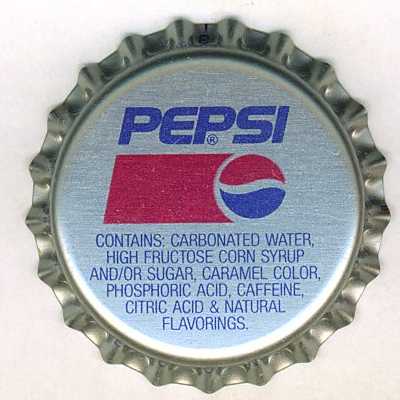 PEPSI®
CONTAINS: CARBONATED WATER,
HIGH FRUCTOSE CORN SYRUP
AND/OR SUGAR, CARAMEL COLOR,
PHOSPHORIC ACID, CAFFEINE,
CITRIC ACID & NATURAL
FLAVORINGS.